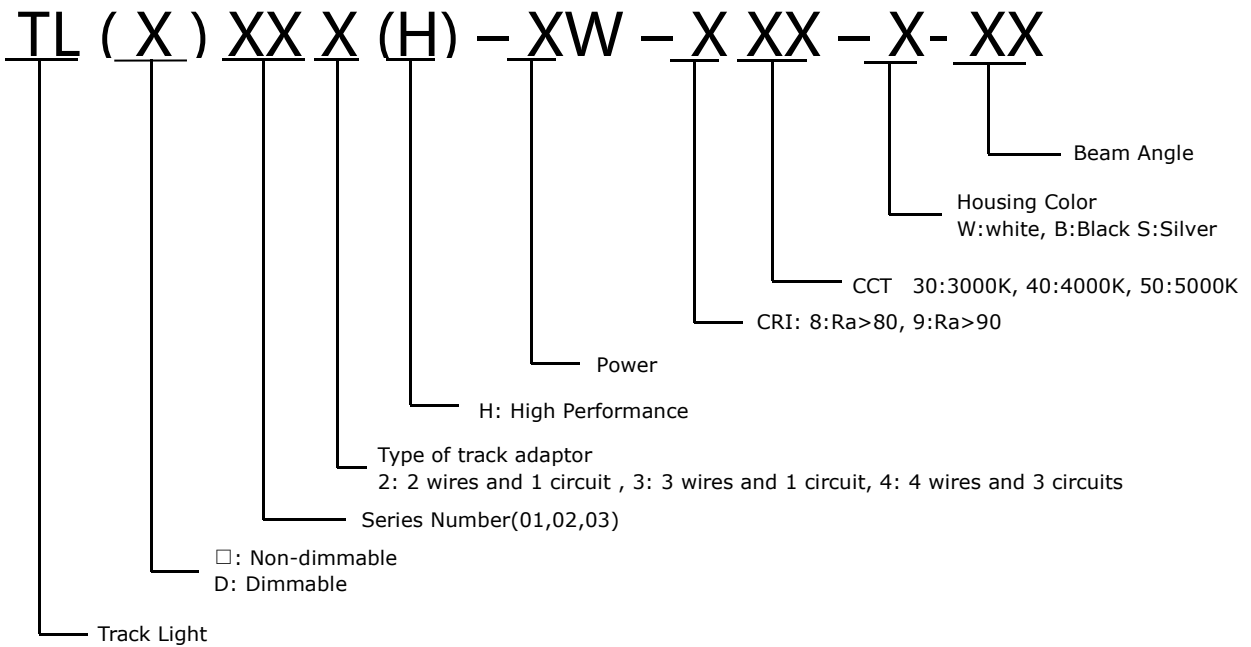 TL (X) XX X (H) – XW – X XX – X- XX
Beam Angle
Housing Color
W:white, B:Black S:Silver
CCT 30:3000K, 40:4000K, 50:5000K
CRI: 8:Ra>80, 9:Ra>90
Power
H: High Performance
Type of track adaptor
2: 2 wires and 1 circuit , 3: 3 wires and 1 circuit, 4: 4 wires and 3 circuits
Series Number(01,02,03)
□: Non-dimmable
D: Dimmable
Track Light